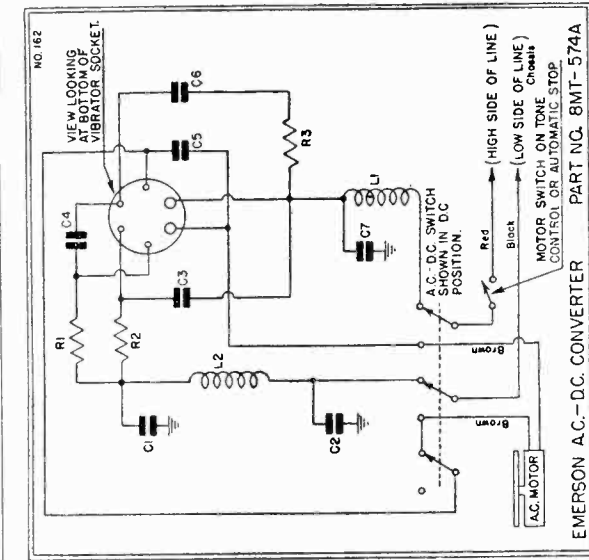 NO. 162
VIEW LOOKING
AT BOTTOM OF
VIBRATOR SOCKET.
C4
C6
C5
R1
R2
C3
R3
L2
L1
C1
C7
C2
A.C.-D.C. SWITCH
SHOWN IN D.C
POSITION.
Red
(HIGH SIDE OF LINE)
Black
(LOW SIDE OF LINE)
Chassis
MOTOR SWITCH ON TONE
CONTROL OR AUTOMATIC STOP
Brown
Brown
A.C. MOTOR
EMERSON A.C.-D.C. CONVERTER PART NO. 8MT-574A